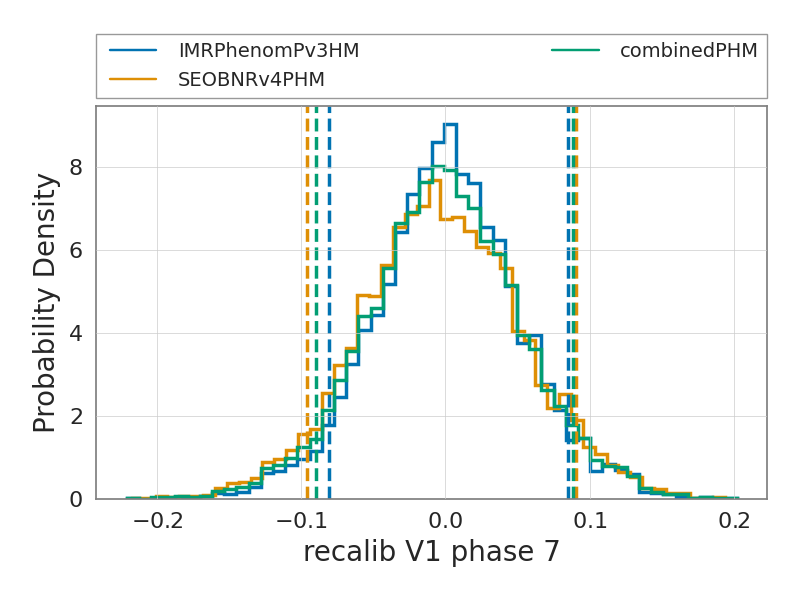 IMRPhenomPv3HM
SEOBNRv4PHM
combinedPHM
Probability Density
8
6
4
2
0
−0.2
−0.1
0.0
0.1
0.2
recalib V1 phase 7